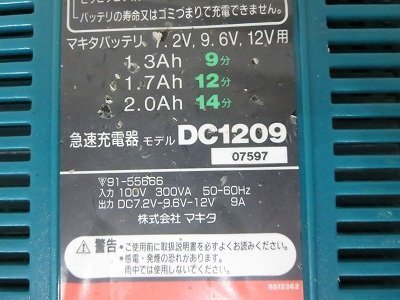 バッテリの寿命又はゴミづまりで充電できません。
マキタバッテリ 7.2V, 9.6V, 12V用
1.3Ah 9分
1.7Ah 12分
2.0Ah 14分
急速充電器 モデル DC1209
07597
〒91-55666
入力 100V 300VA 50-60Hz
出力 DC7.2V-9.6V-12V 9A
株式会社 マキタ
警告
・ご使用前に取扱説明書を必ずよくお読みください。
・感電・発熱の恐れがあります。
雨中では使用しないでください。